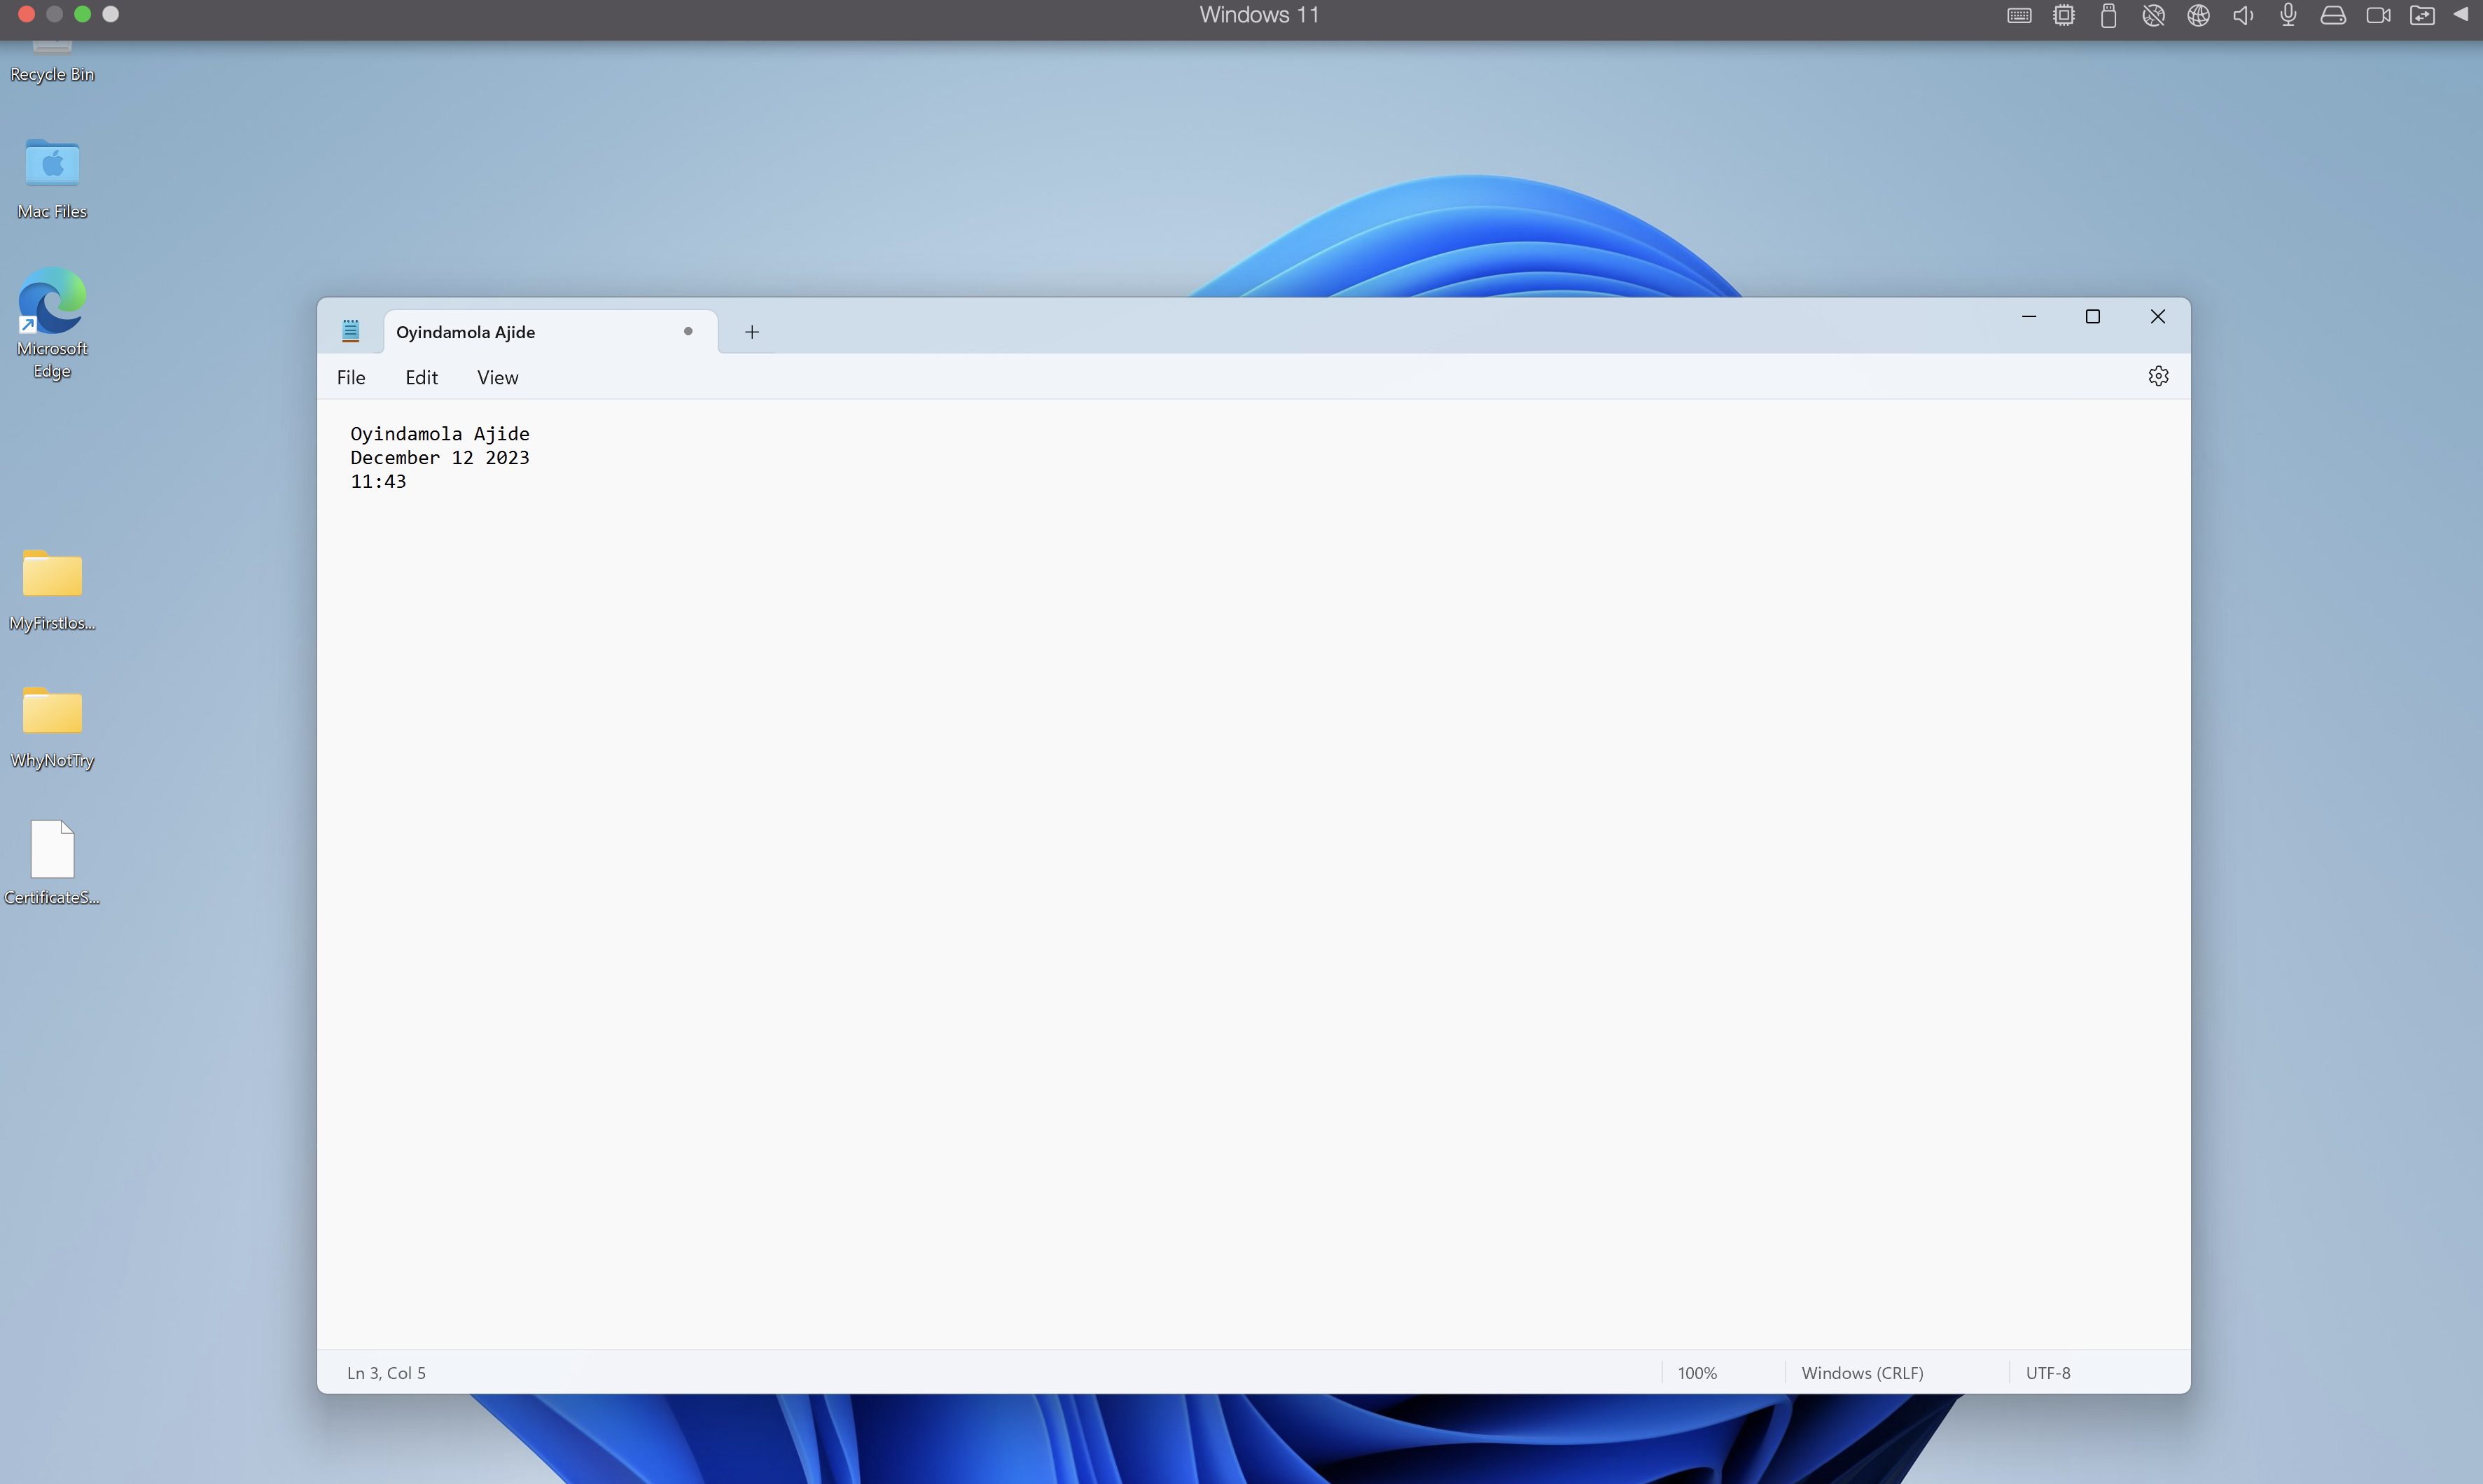 Windows 11
Recycle Bin
Mac Files
Microsoft
Edge
MyFirstIos...
WhyNotTry
CertificateS...
Oyindamola Ajide
File Edit View
Oyindamola Ajide
December 12 2023
11:43
Ln 3, Col 5 100% Windows (CRLF) UTF-8